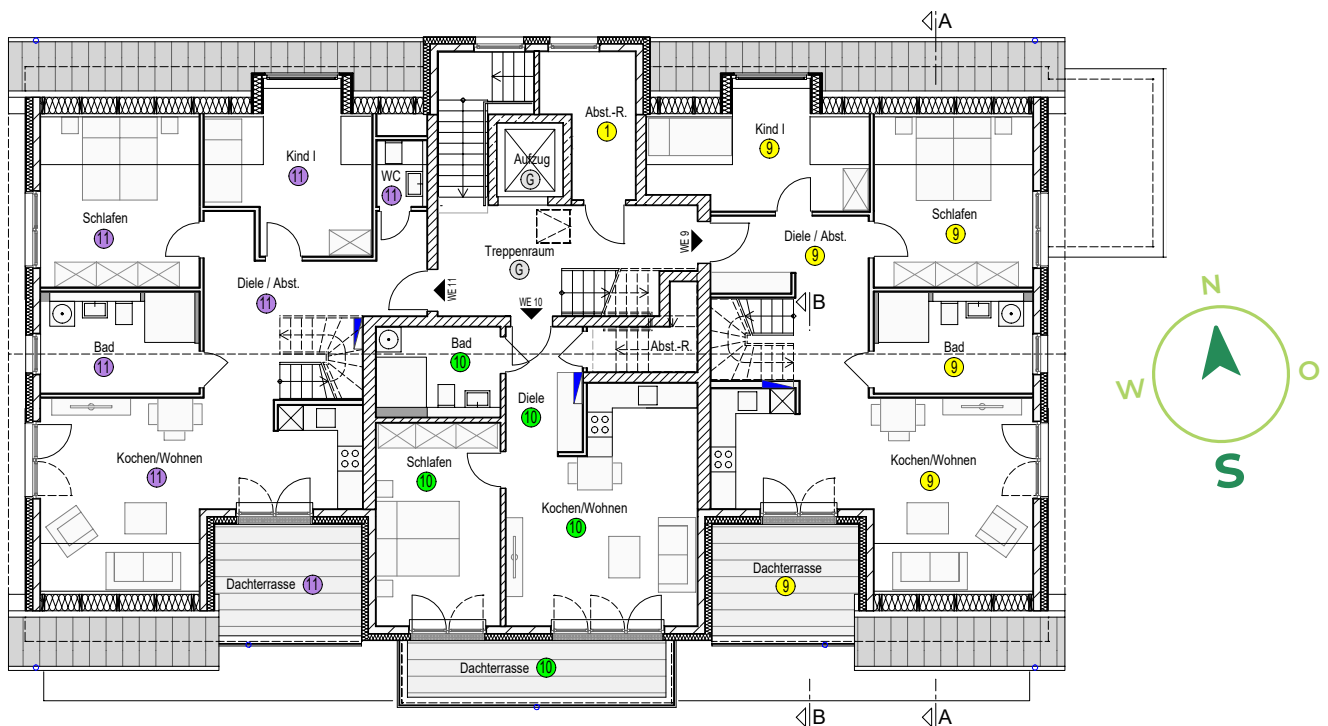 A
Abst.-R.
1
Kind I
9
Kind I
11
WC
11
Aufzug
G
Schlafen
11
Schlafen
9
Diele / Abst.
9
WE 9
Treppenraum
G
N
Diele / Abst.
11
WE 11
WE 10
B
Bad
11
Bad
10
Abst.-R.
Bad
9
W
O
Diele
10
S
Kochen/Wohnen
11
Schlafen
10
Kochen/Wohnen
9
Kochen/Wohnen
10
Dachterrasse 11
Dachterrasse
9
Dachterrasse 10
B
A